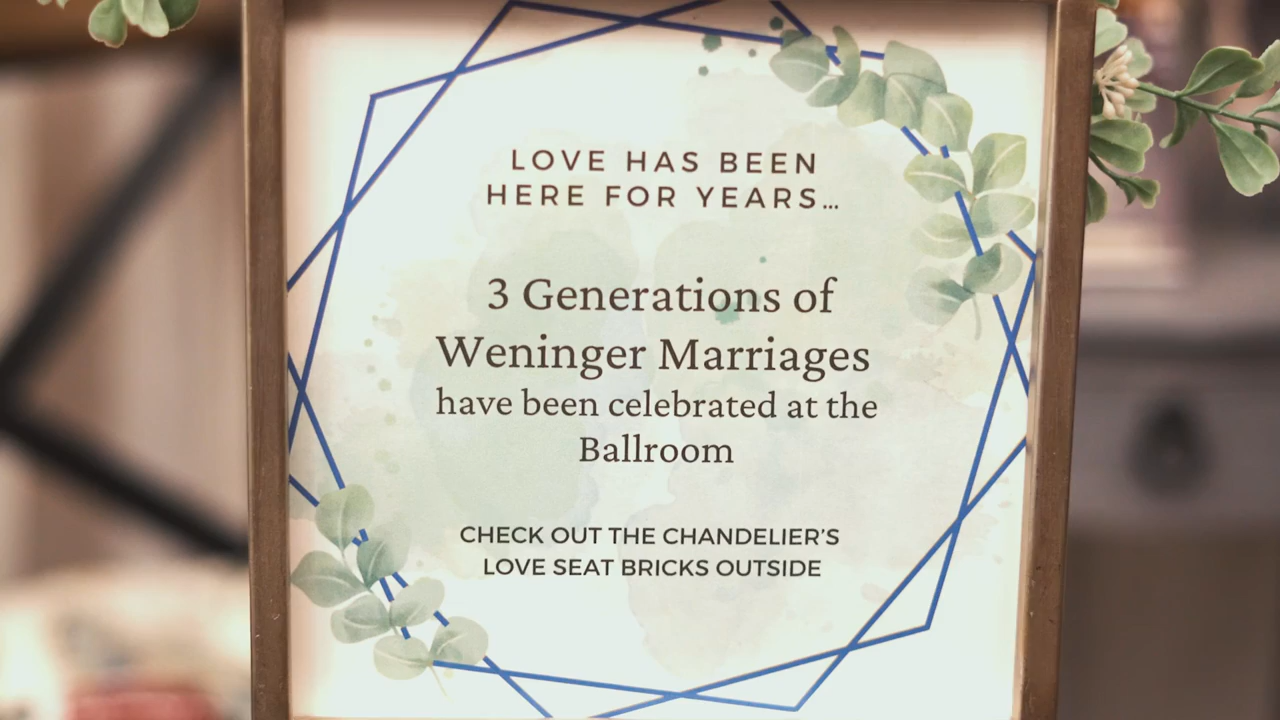 LOVE HAS BEEN
HERE FOR YEARS…
3 Generations of
Weninger Marriages
have been celebrated at the
Ballroom
CHECK OUT THE CHANDELIER'S
LOVE SEAT BRICKS OUTSIDE